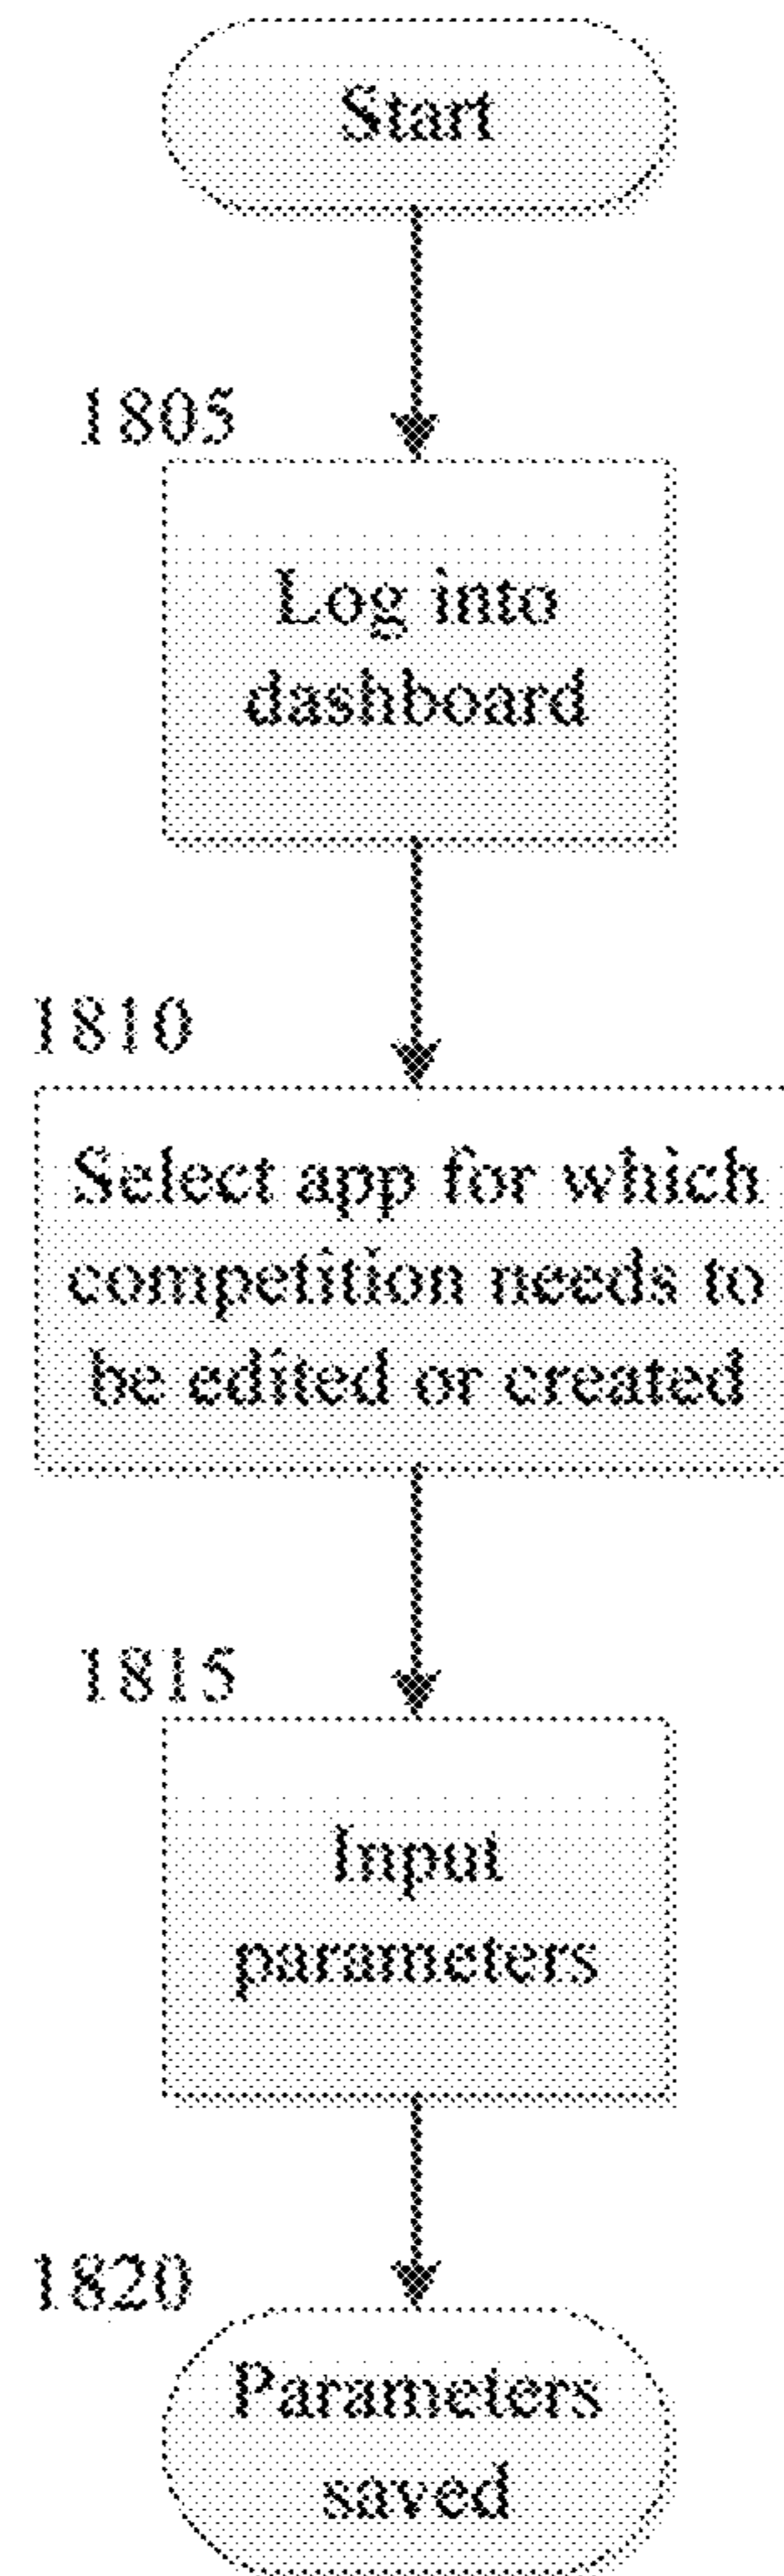 Start
1805
Log into
dashboard
1810
Select app for which
competition needs to
be edited or created
1815
Input
parameters
1820
Parameters
saved